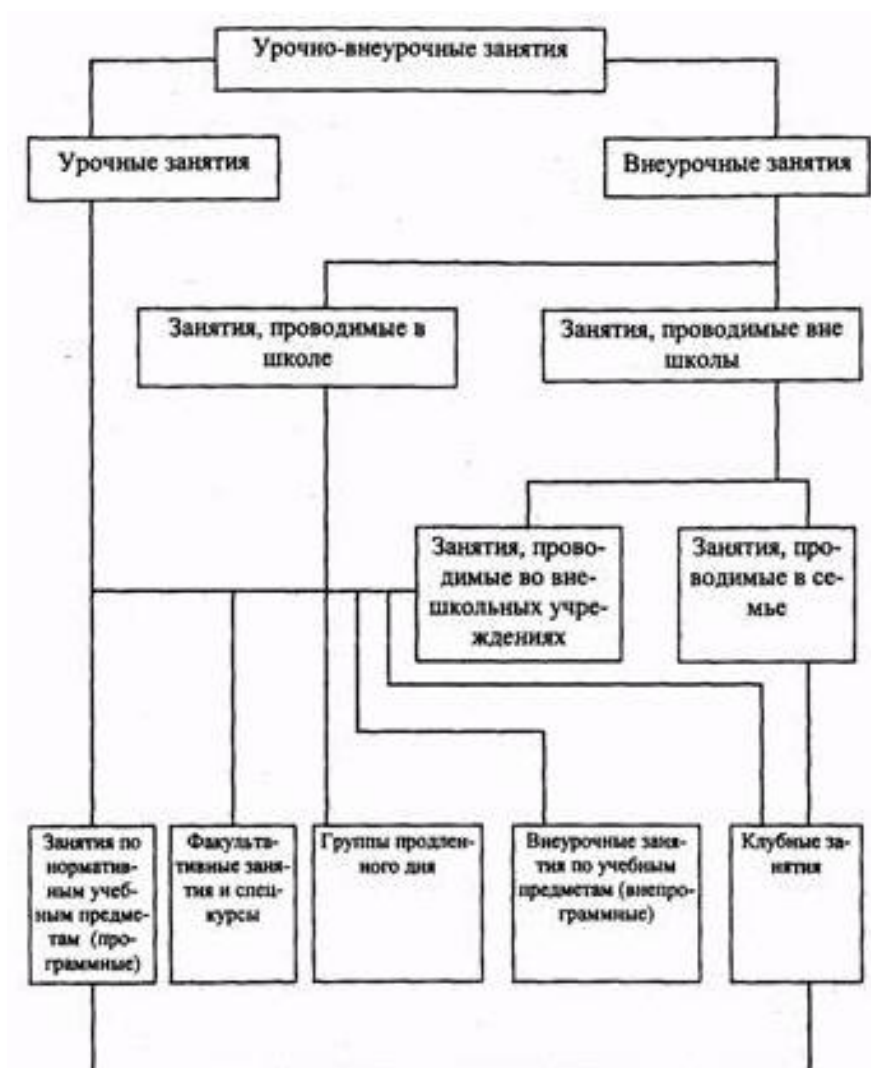 Урочно-внеурочные занятия
Урочные занятия
Внеурочные занятия
Занятия, проводимые в
школе
Занятия, проводимые вне
школы
Занятия, прово-
димые во вне-
школьных учре-
ждениях
Занятия, про-
водимые в се-
мье
Занятия по
норматив-
ным учеб-
ным предме-
там (про-
граммные)
Факульта-
тивные заня-
тия и спец-
курсы
Группы продлен-
ного дня
Внеурочные заня-
тия по учебным
предметам (внепро-
граммные)
Клубные за-
нятия